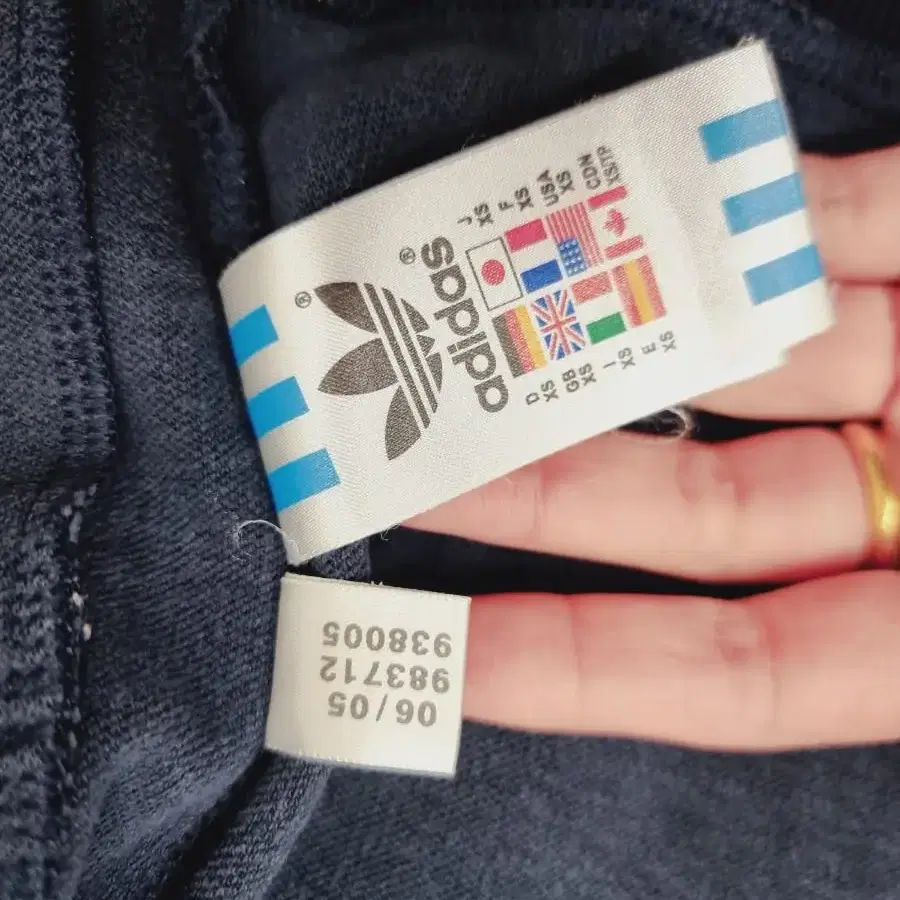 ®
adidas®
D J
XS XS
GB F
XS XS
I USA
XS XS
E CDN
XS XS/TP
06/05
983712
938005